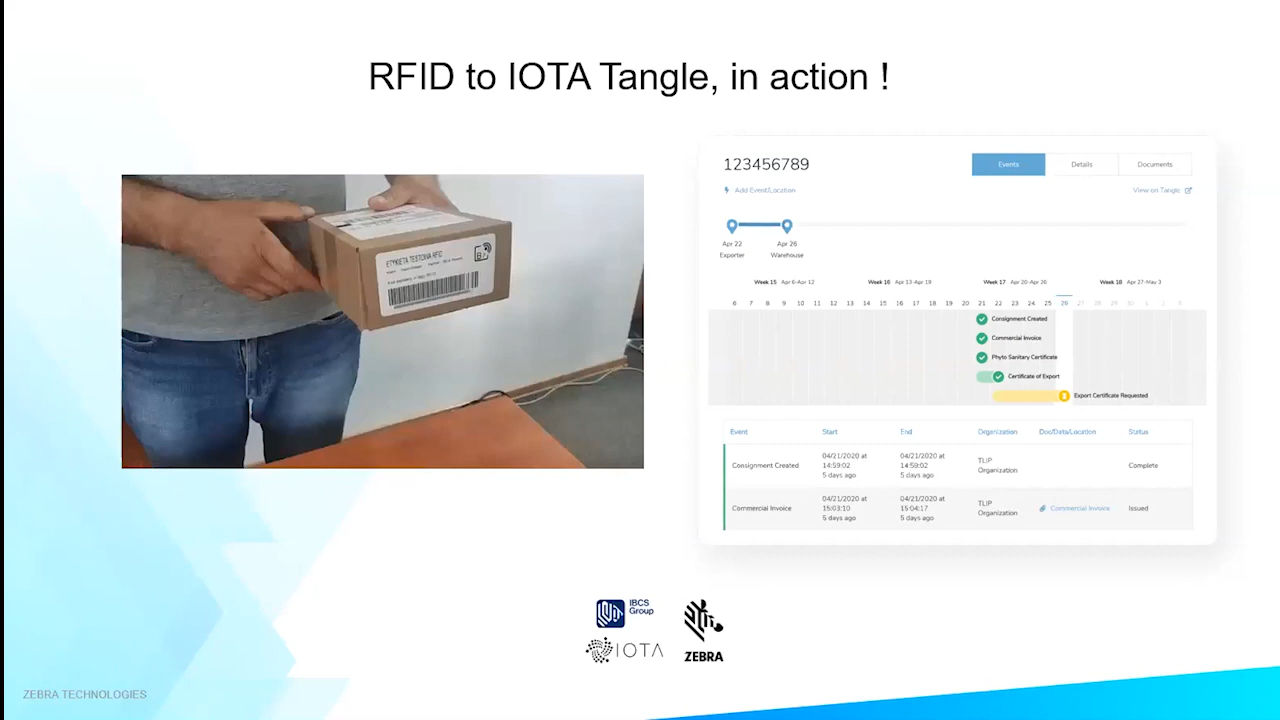 RFID to IOTA Tangle, in action !
ETYKIETA TESTOWA RFID
123456789
Events Details Documents
Add Event/Location
View on Tangle
Apr 22 Apr 26
Exporter Warehouse
Week 15 Apr 6-Apr 12 Week 16 Apr 13-Apr 19 Week 17 Apr 20-Apr 26 Week 18 Apr 27-May 3
6 7 8 9 10 11 12 13 14 15 16 17 18 19 20 21 22 23 24 25 26 27 28 29 30 1 2 3
Consignment Created
Commercial Invoice
Phyto Sanitary Certificate
Certificate of Export
Export Certificate Requested
Event Start End Organization Doc/Data/Location Status
Consignment Created 04/21/2020 at 14:59:02 5 days ago 04/21/2020 at 14:59:02 5 days ago TLIP Organization Complete
Commercial Invoice 04/21/2020 at 15:03:10 5 days ago 04/21/2020 at 15:04:17 5 days ago TLIP Organization Commercial Invoice Issued
IBCS
Group
IOTA
ZEBRA
ZEBRA TECHNOLOGIES